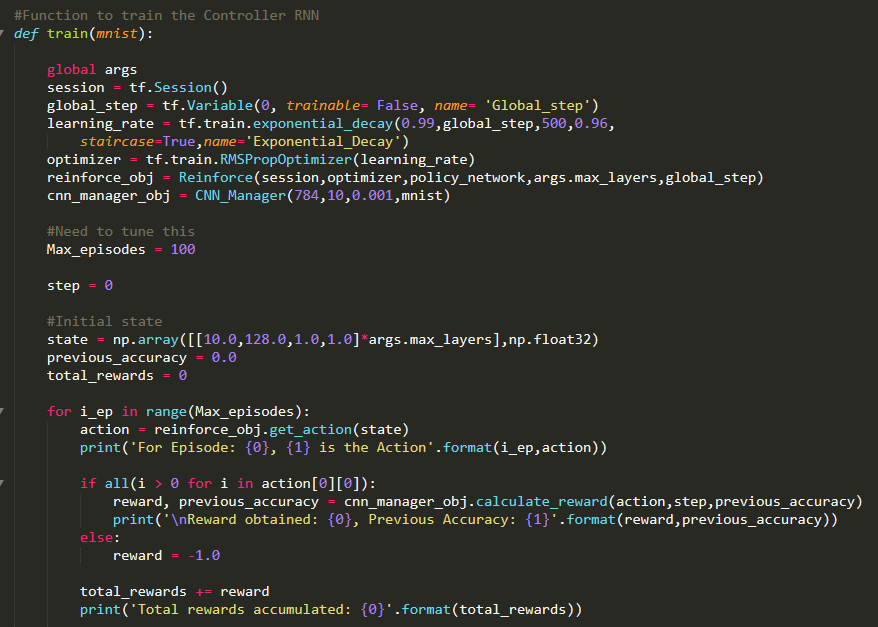 #Function to train the Controller RNN
def train(mnist):
global args
session = tf.Session()
global_step = tf.Variable(0, trainable= False, name= 'Global_step')
learning_rate = tf.train.exponential_decay(0.99,global_step,500,0.96,
staircase=True,name='Exponential_Decay')
optimizer = tf.train.RMSPropOptimizer(learning_rate)
reinforce_obj = Reinforce(session,optimizer,policy_network,args.max_layers,global_step)
cnn_manager_obj = CNN_Manager(784,10,0.001,mnist)
#Need to tune this
Max_episodes = 100
step = 0
#Initial state
state = np.array([[10.0,128.0,1.0,1.0]*args.max_layers],np.float32)
previous_accuracy = 0.0
total_rewards = 0
for i_ep in range(Max_episodes):
action = reinforce_obj.get_action(state)
print('For Episode: {0}, {1} is the Action'.format(i_ep,action))
if all(i > 0 for i in action[0][0]):
reward, previous_accuracy = cnn_manager_obj.calculate_reward(action,step,previous_accuracy)
print('\nReward obtained: {0}, Previous Accuracy: {1}'.format(reward,previous_accuracy))
else:
reward = -1.0
total_rewards += reward
print('Total rewards accumulated: {0}'.format(total_rewards))